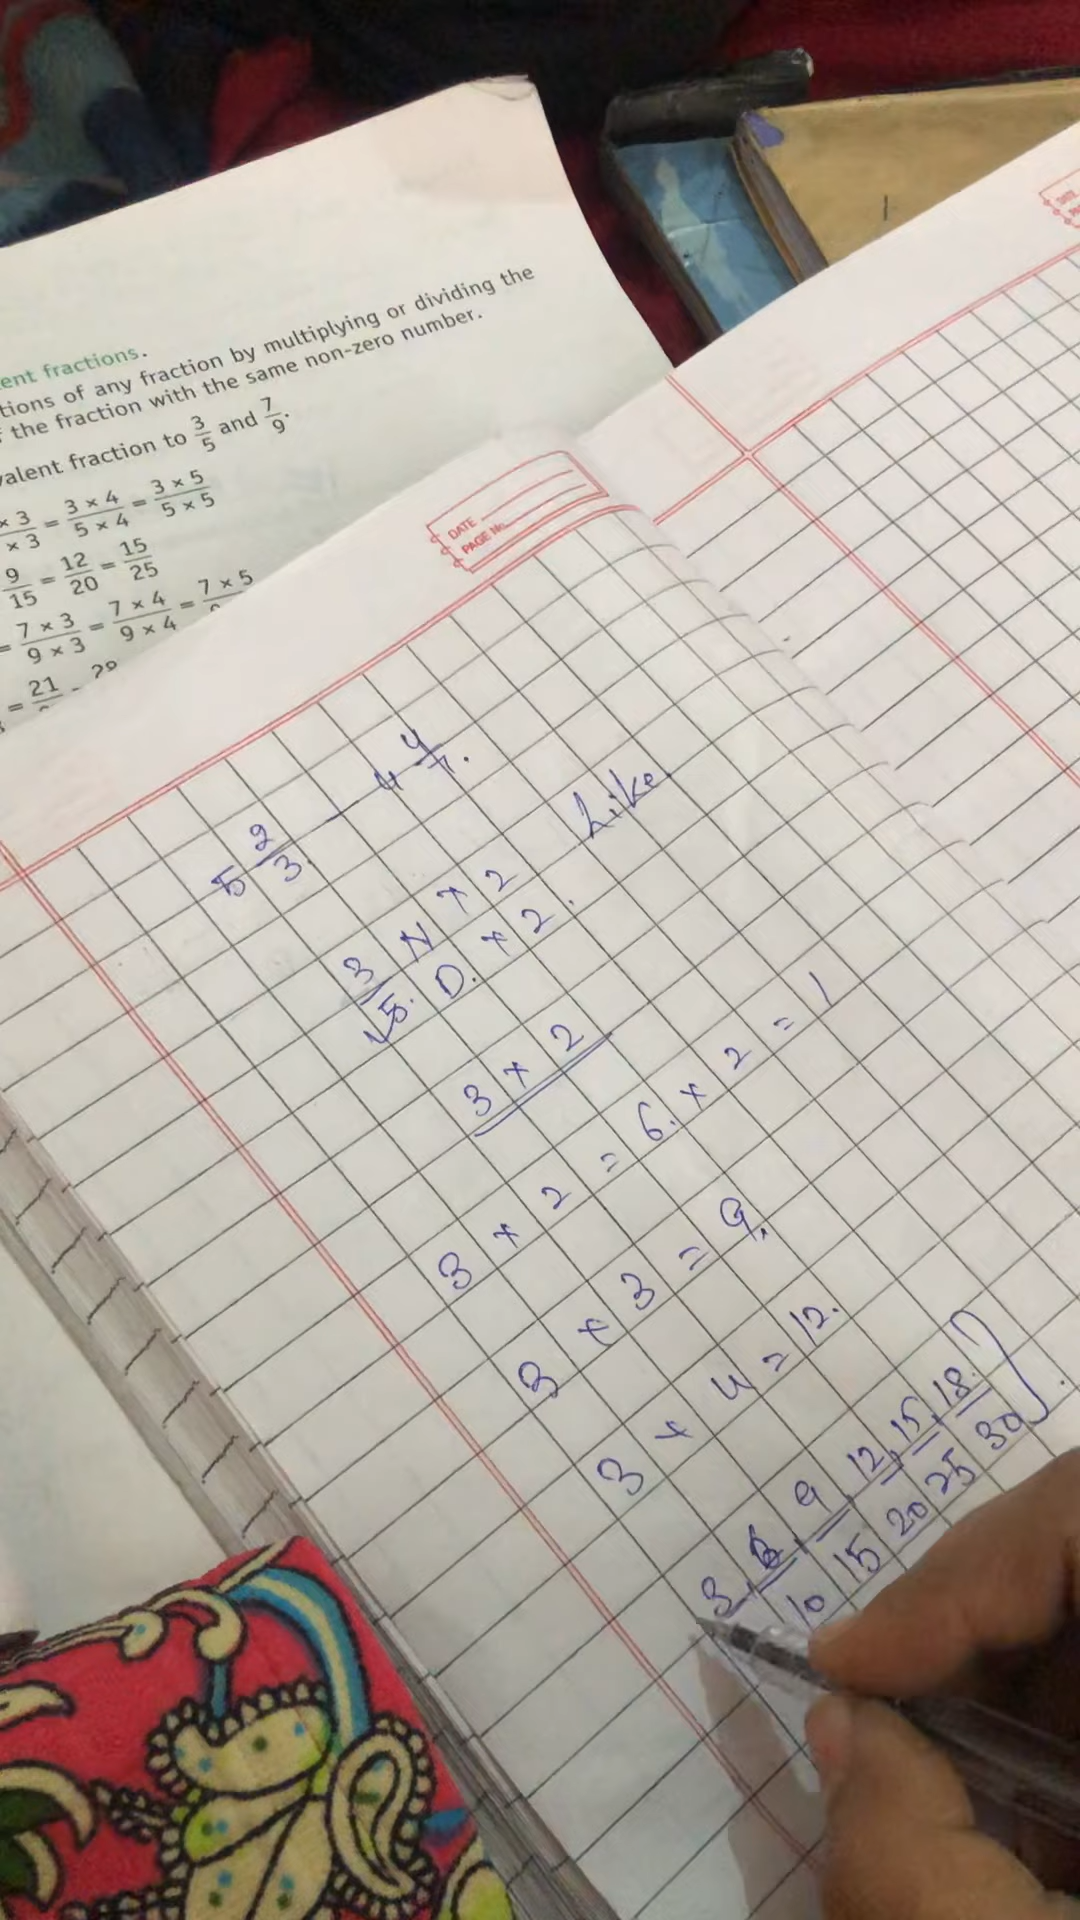 ent fractions.
tions of any fraction by multiplying or dividing the
f the fraction with the same non-zero number.
valent fraction to 3/5 and 7/9.
× 3/× 3 = 3 × 4/5 × 4 = 3 × 5/5 × 5
9/15 = 12/20 = 15/25
= 7 × 3/9 × 3 = 7 × 4/9 × 4 = 7 × 5
= 21
DATE
PAGE No.
DATE
5 2/3 - 4 4/7.
Like
3/5. N × 2/D. × 2.
3 × 2
3 × 2 = 6. × 2 = 1
3 × 3 = 9.
3 × 4 = 12.
3, 6/10, 9/15, 12/20, 15/25, 18/30